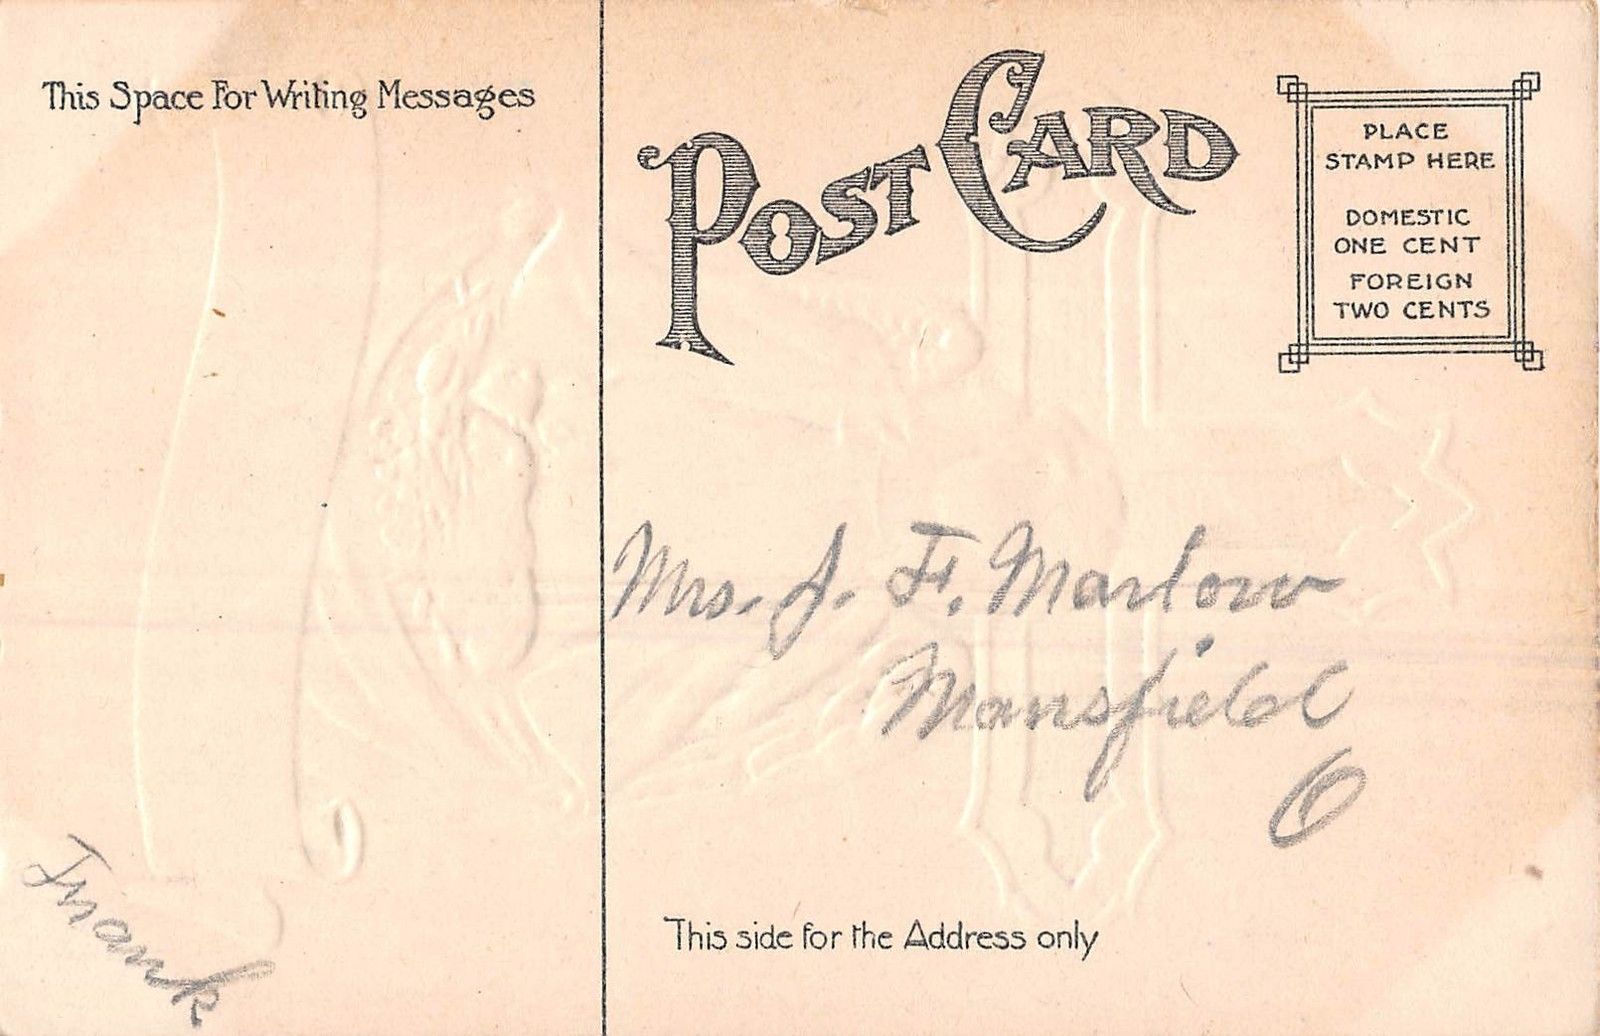 This Space For Writing Messages
POST CARD
PLACE
STAMP HERE
DOMESTIC
ONE CENT
FOREIGN
TWO CENTS
Mrs. J. F. Marlow
Mansfield
O
Frank
This side for the Address only